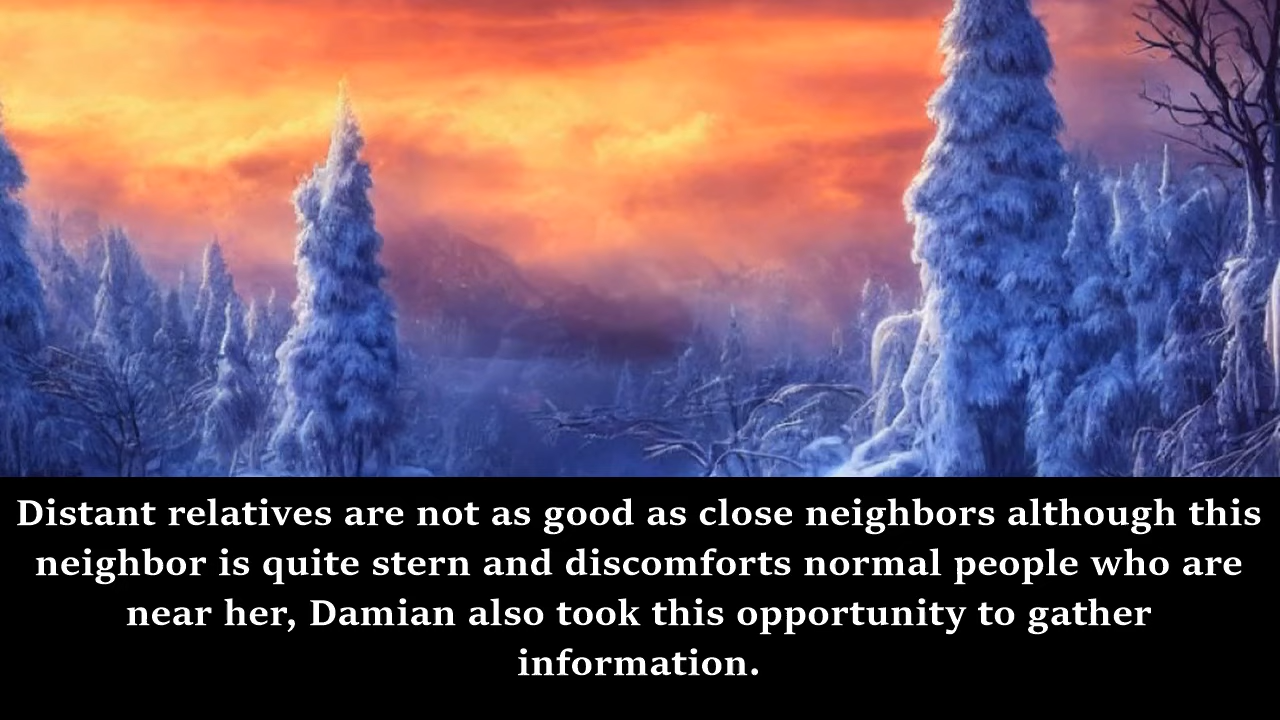 Distant relatives are not as good as close neighbors although this
neighbor is quite stern and discomforts normal people who are
near her, Damian also took this opportunity to gather
information.